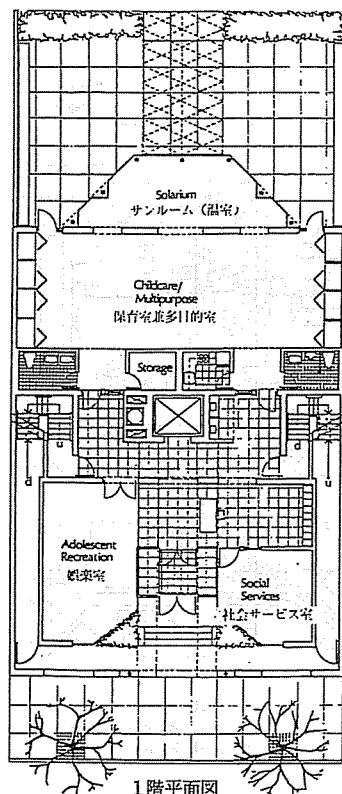 Solarium
サンルーム（温室）
Childcare/
Multipurpose
保育室兼多目的室
Storage
u
d
d
u
Adolescent
Recreation
娯楽室
Social
Services
社会サービス室
1階平面図